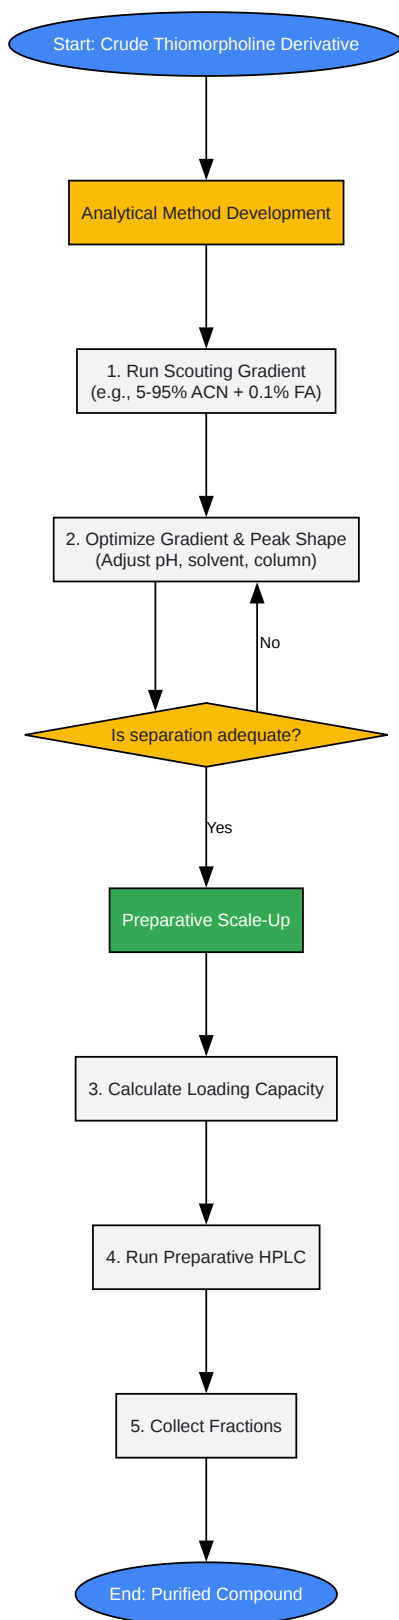 Start: Crude Thiomorpholine Derivative
Analytical Method Development
1. Run Scouting Gradient
(e.g., 5-95% ACN + 0.1% FA)
2. Optimize Gradient & Peak Shape
(Adjust pH, solvent, column)
No
Is separation adequate?
Yes
Preparative Scale-Up
3. Calculate Loading Capacity
4. Run Preparative HPLC
5. Collect Fractions
End: Purified Compound